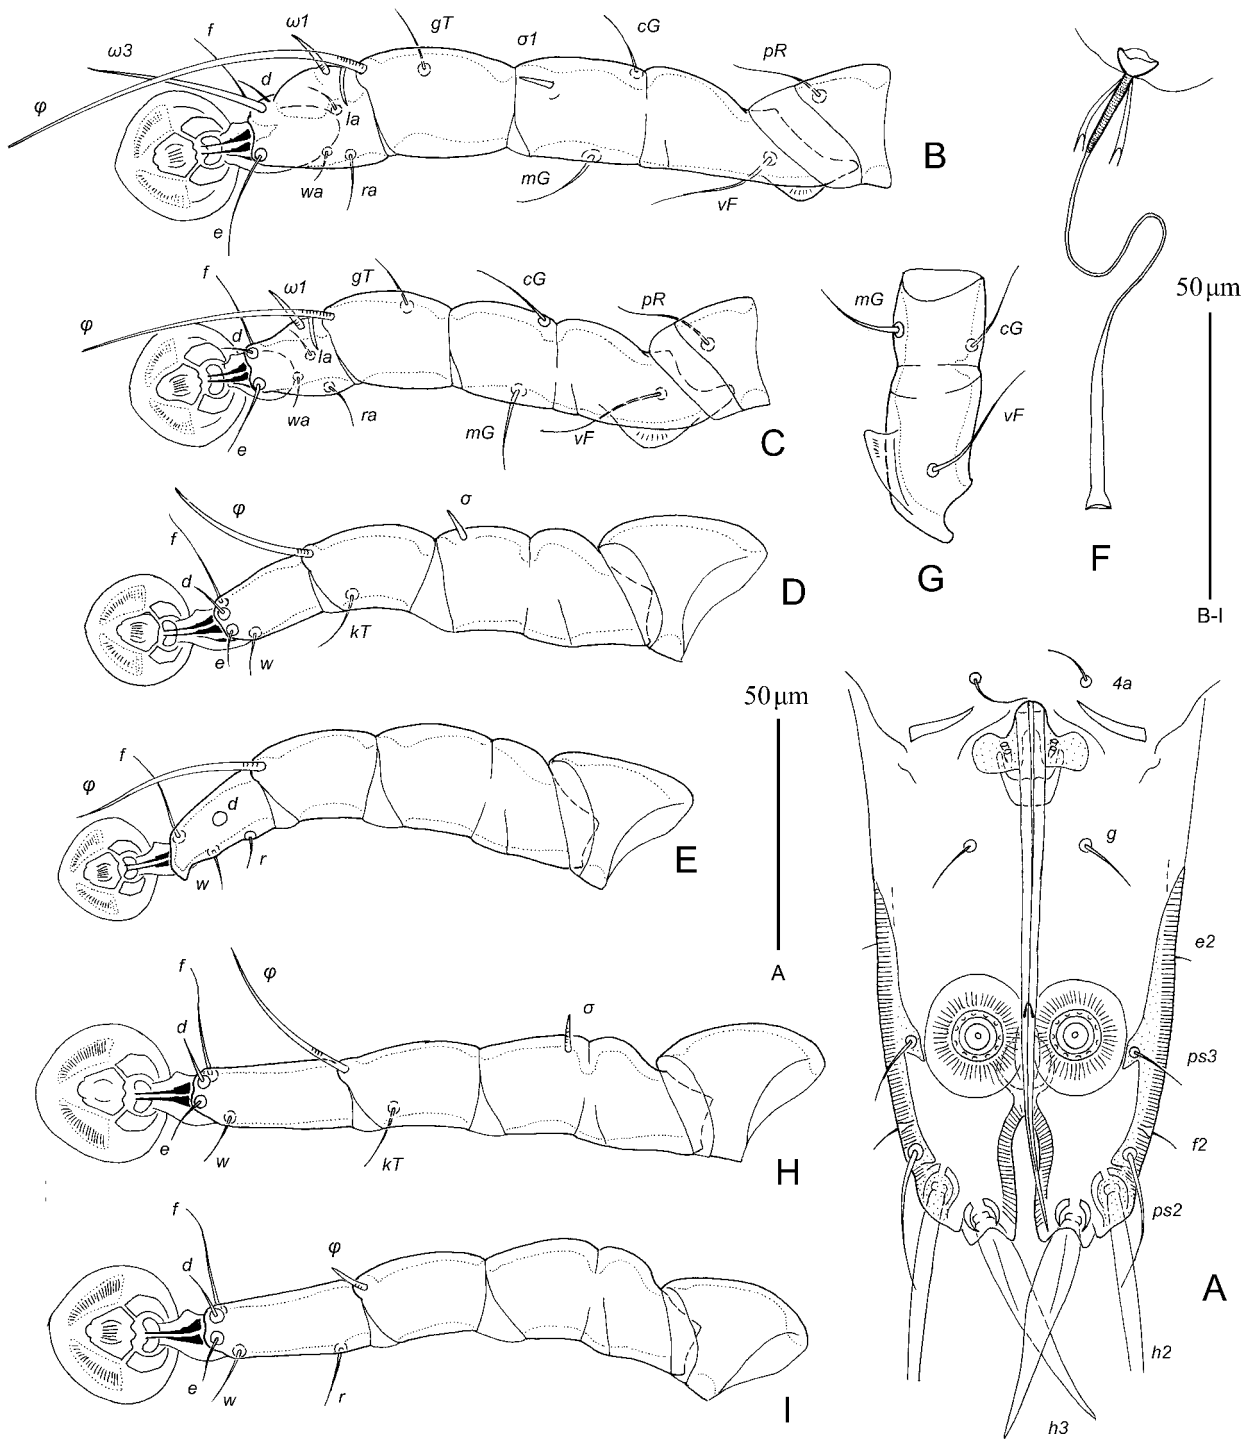 ω3
f
ω1
gT
σ1
cG
pR
d
φ
la
e
wa
ra
mG
vF
B
f
ω1
gT
cG
pR
φ
d
la
wa
e
ra
mG
vF
C
mG
cG
vF
G
F
50 μm
B-I
φ
σ
f
d
e
w
kT
D
50 μm
A
f
φ
d
w
r
E
4a
g
e2
ps3
f2
ps2
A
h2
h3
f
φ
σ
d
e
w
kT
H
f
φ
d
e
w
r
I